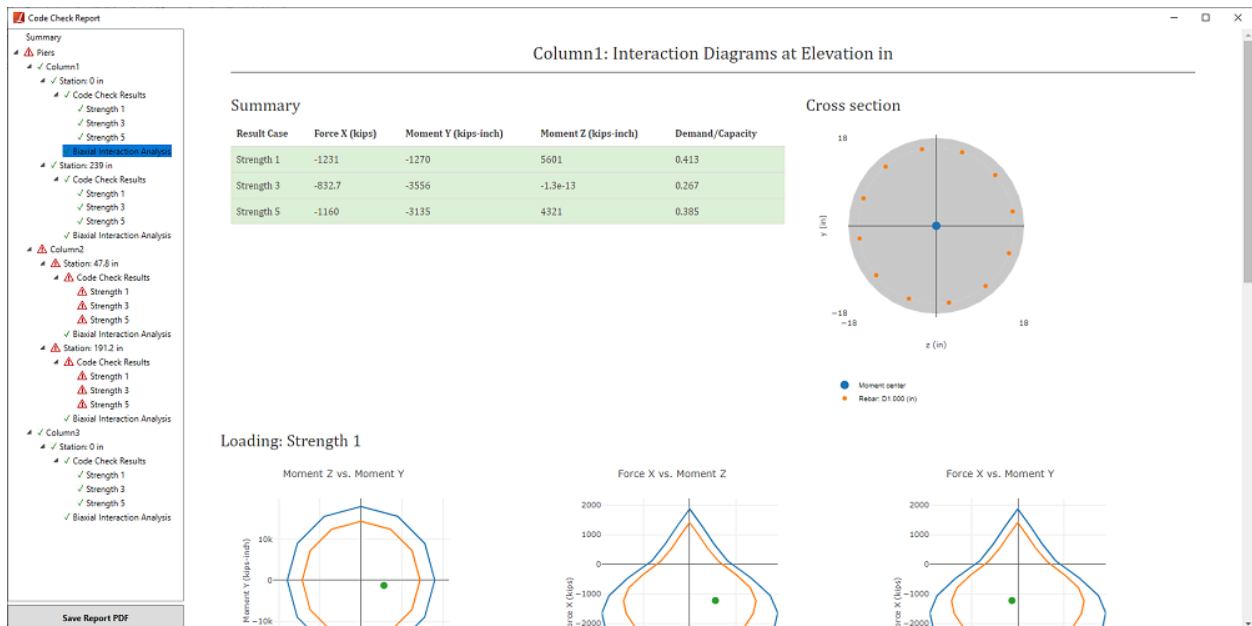 Code Check Report
Summary
Piers
Column1
Station: 0 in
Code Check Results
Strength 1
Strength 3
Strength 5
Biaxial Interaction Analysis
Station: 239 in
Code Check Results
Strength 1
Strength 3
Strength 5
Biaxial Interaction Analysis
Column2
Station: 47.8 in
Code Check Results
Strength 1
Strength 3
Strength 5
Biaxial Interaction Analysis
Station: 191.2 in
Code Check Results
Strength 1
Strength 3
Strength 5
Biaxial Interaction Analysis
Column3
Station: 0 in
Code Check Results
Strength 1
Strength 3
Strength 5
Biaxial Interaction Analysis
Save Report PDF
Column1: Interaction Diagrams at Elevation in
Summary
Result Case Force X (kips) Moment Y (kips-inch) Moment Z (kips-inch) Demand/Capacity
Strength 1 -1231 -1270 5601 0.413
Strength 3 -832.7 -3556 -1.3e-13 0.267
Strength 5 -1160 -3135 4321 0.385
Cross section
18
y (in)
−18
−18 18
z (in)
Moment center
Rebar: D1.000 (in)
Loading: Strength 1
Moment Z vs. Moment Y
10k
0
−10k
Moment Y (kips-inch)
Force X vs. Moment Z
2000
1000
0
−1000
−2000
Force X vs. Moment Y
2000
1000
0
−1000
−2000